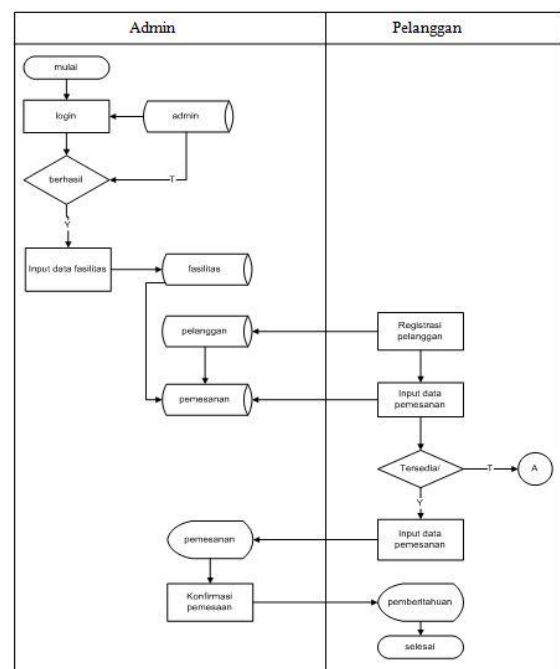 Admin
Pelanggan
mulai
login
admin
berhasil
T
Y
Input data fasilitas
fasilitas
pelanggan
Registrasi
pelanggan
pemesanan
Input data
pemesanan
Tersedia/
T
A
Y
pemesanan
Input data
pemesanan
Konfirmasi
pemesaan
pemberitahuan
selesai